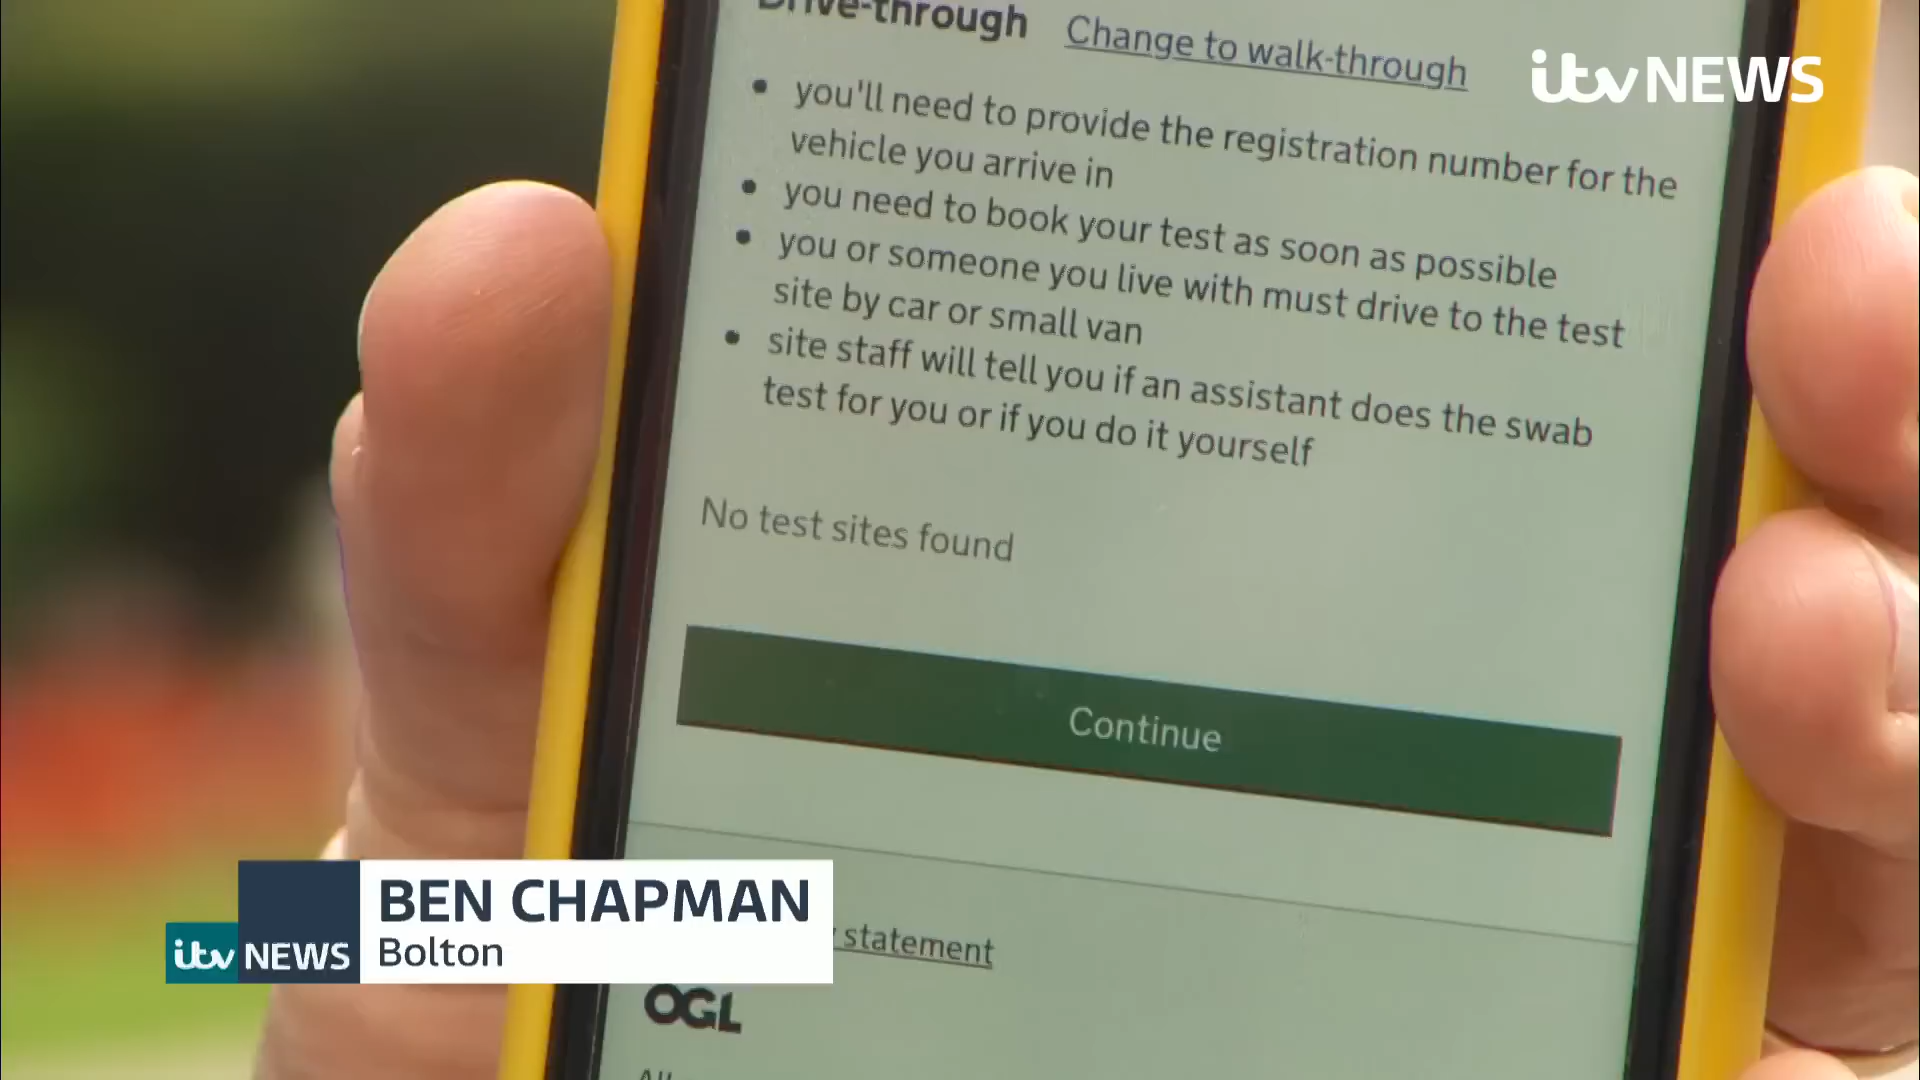 Drive-through Change to walk-through
itv NEWS
you'll need to provide the registration number for the
vehicle you arrive in
you need to book your test as soon as possible
you or someone you live with must drive to the test
site by car or small van
site staff will tell you if an assistant does the swab
test for you or if you do it yourself
No test sites found
Continue
BEN CHAPMAN
Bolton
itv NEWS
statement
OGL